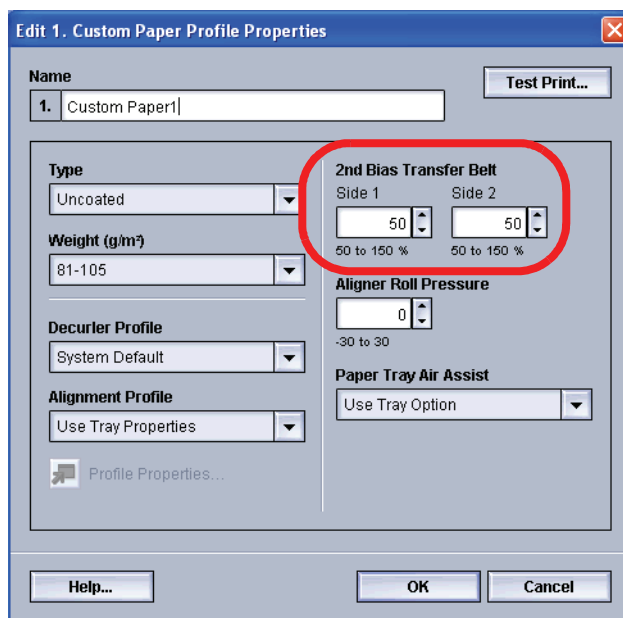 Edit 1. Custom Paper Profile Properties
Name
Test Print...
1. Custom Paper1
Type
Uncoated
Weight (g/m²)
81-105
Decurler Profile
System Default
Alignment Profile
Use Tray Properties
Profile Properties...
2nd Bias Transfer Belt
Side 1 Side 2
50 50
50 to 150 % 50 to 150 %
Aligner Roll Pressure
0
-30 to 30
Paper Tray Air Assist
Use Tray Option
Help... OK Cancel